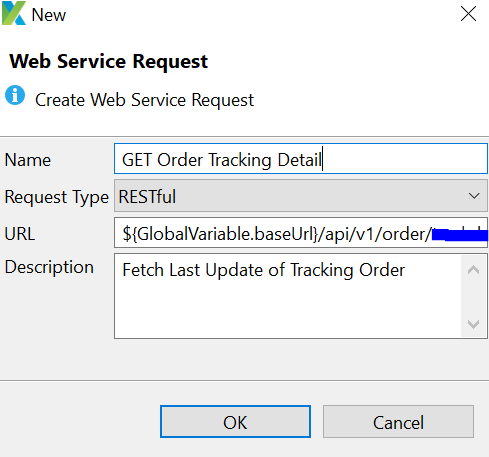 New
Web Service Request
Create Web Service Request
Name GET Order Tracking Detail
Request Type RESTful
URL ${GlobalVariable.baseUrl}/api/v1/order/
Description Fetch Last Update of Tracking Order
OK Cancel